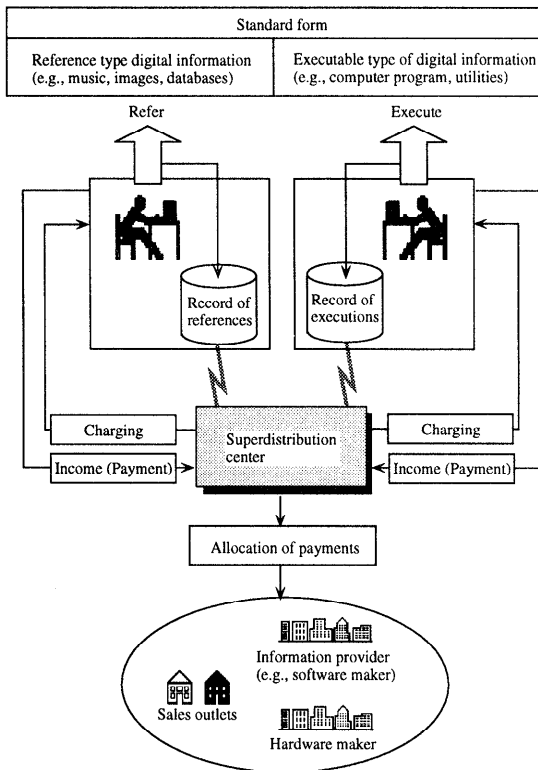 Standard form
Reference type digital information
(e.g., music, images, databases)
Executable type of digital information
(e.g., computer program, utilities)
Refer
Execute
Record of
references
Record of
executions
Charging
Superdistribution
center
Charging
Income (Payment)
Income (Payment)
Allocation of payments
Information provider
(e.g., software maker)
Sales outlets
Hardware maker